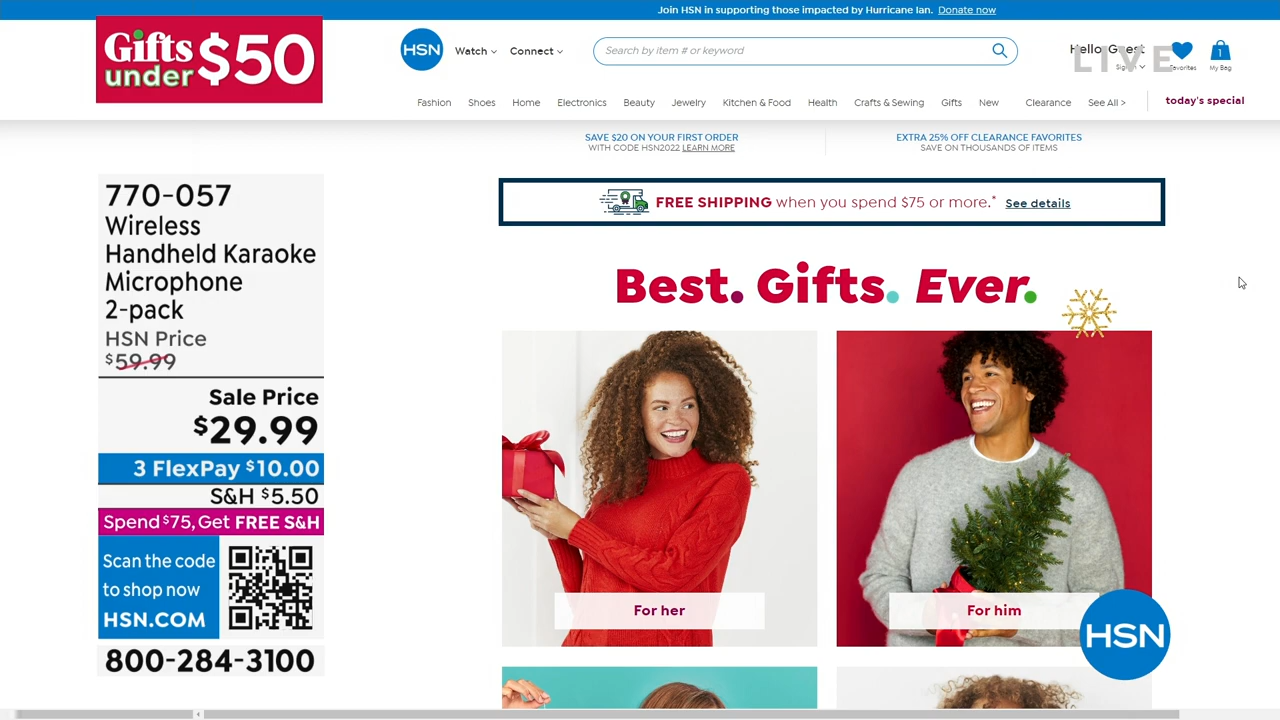 Join HSN in supporting those impacted by Hurricane Ian. Donate now
Gifts
under
$50
HSN
Watch
Connect
Search by item # or keyword
Hello, Guest
LIVE
Favorites
1
My Bag
Fashion
Shoes
Home
Electronics
Beauty
Jewelry
Kitchen & Food
Health
Crafts & Sewing
Gifts
New
Clearance
See All >
today's special
SAVE $20 ON YOUR FIRST ORDER
WITH CODE HSN2022 LEARN MORE
EXTRA 25% OFF CLEARANCE FAVORITES
SAVE ON THOUSANDS OF ITEMS
FREE SHIPPING when you spend $75 or more.* See details
770-057
Wireless
Handheld Karaoke
Microphone
2-pack
HSN Price
$59.99
Sale Price
$29.99
3 FlexPay $10.00
S&H $5.50
Spend $75, Get FREE S&H
Scan the code
to shop now
HSN.COM
800-284-3100
Best. Gifts. Ever.
For her
For him
HSN